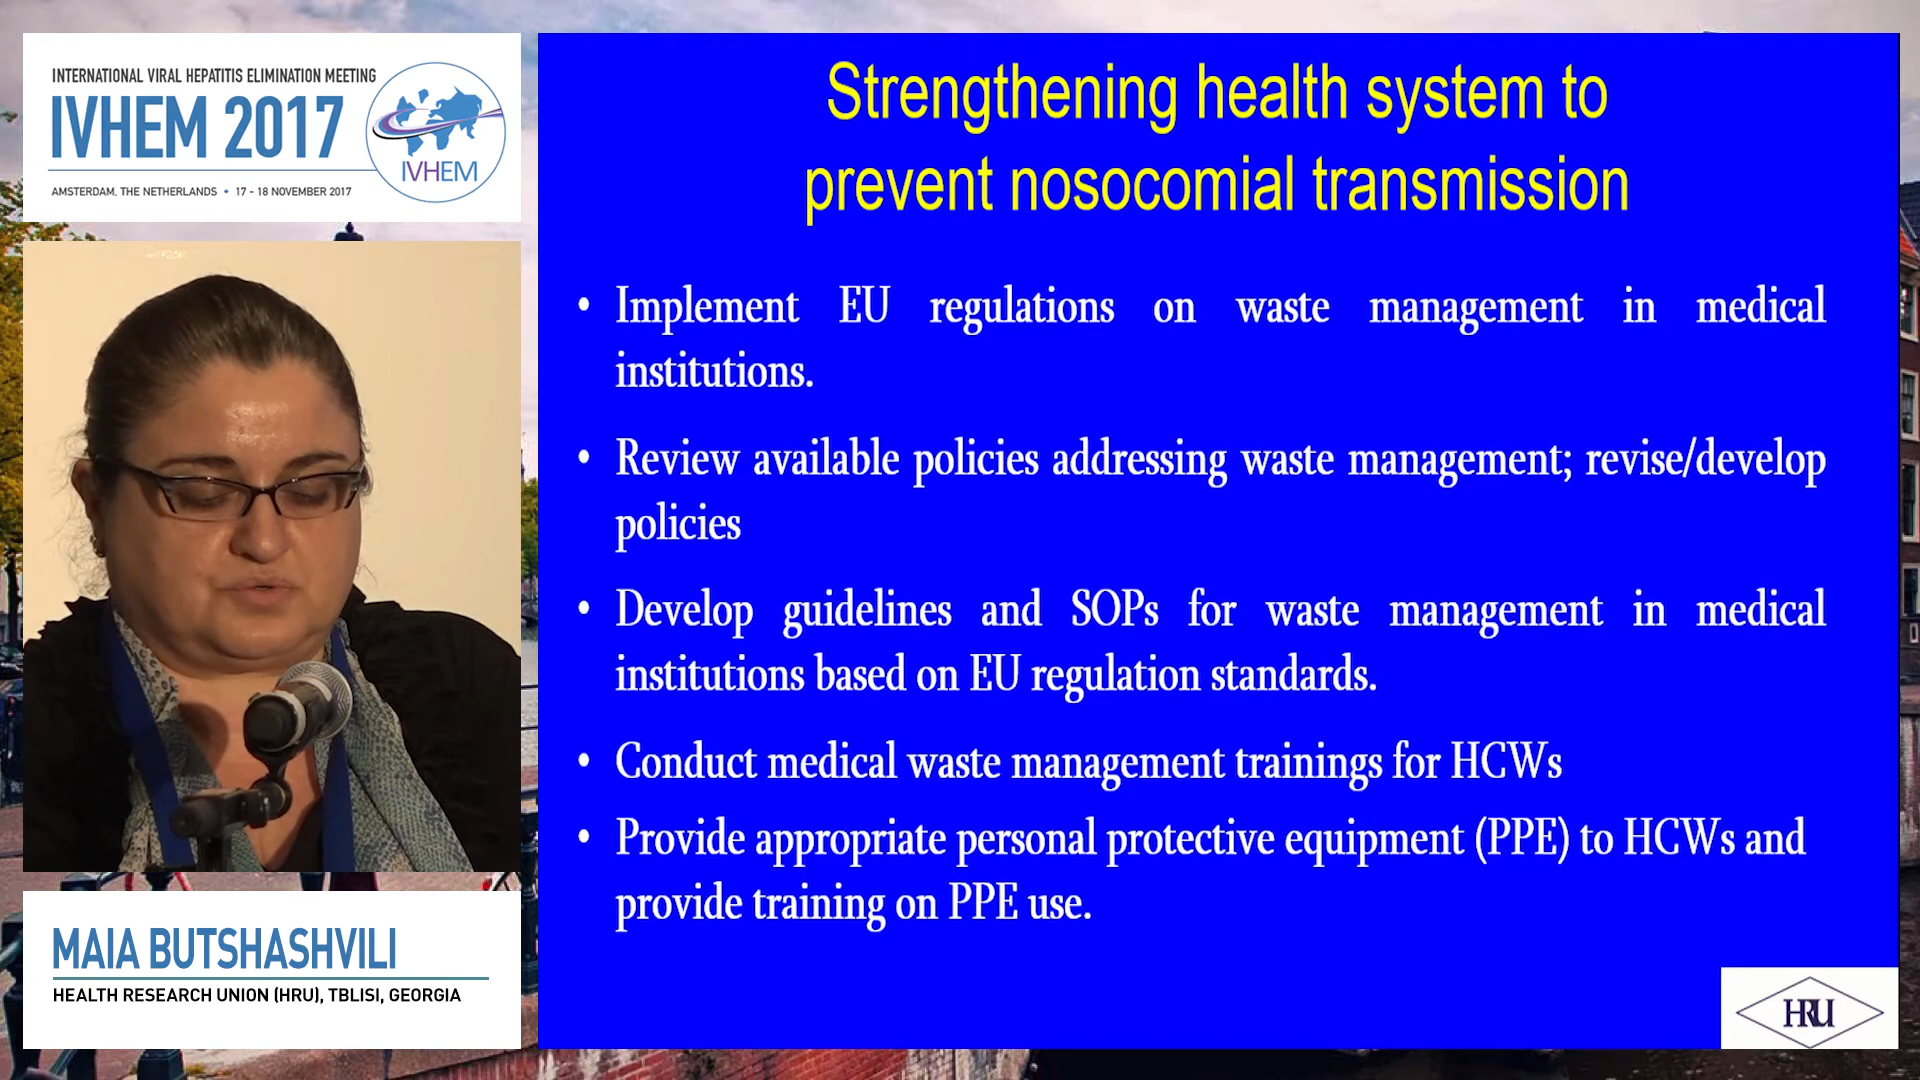 INTERNATIONAL VIRAL HEPATITIS ELIMINATION MEETING
IVHEM 2017
IVHEM
AMSTERDAM, THE NETHERLANDS • 17 - 18 NOVEMBER 2017
MAIA BUTSHASHVILI
HEALTH RESEARCH UNION (HRU), TBLISI, GEORGIA
Strengthening health system to
prevent nosocomial transmission
• Implement EU regulations on waste management in medical
institutions.
• Review available policies addressing waste management; revise/develop
policies
• Develop guidelines and SOPs for waste management in medical
institutions based on EU regulation standards.
• Conduct medical waste management trainings for HCWs
• Provide appropriate personal protective equipment (PPE) to HCWs and
provide training on PPE use.
HRU